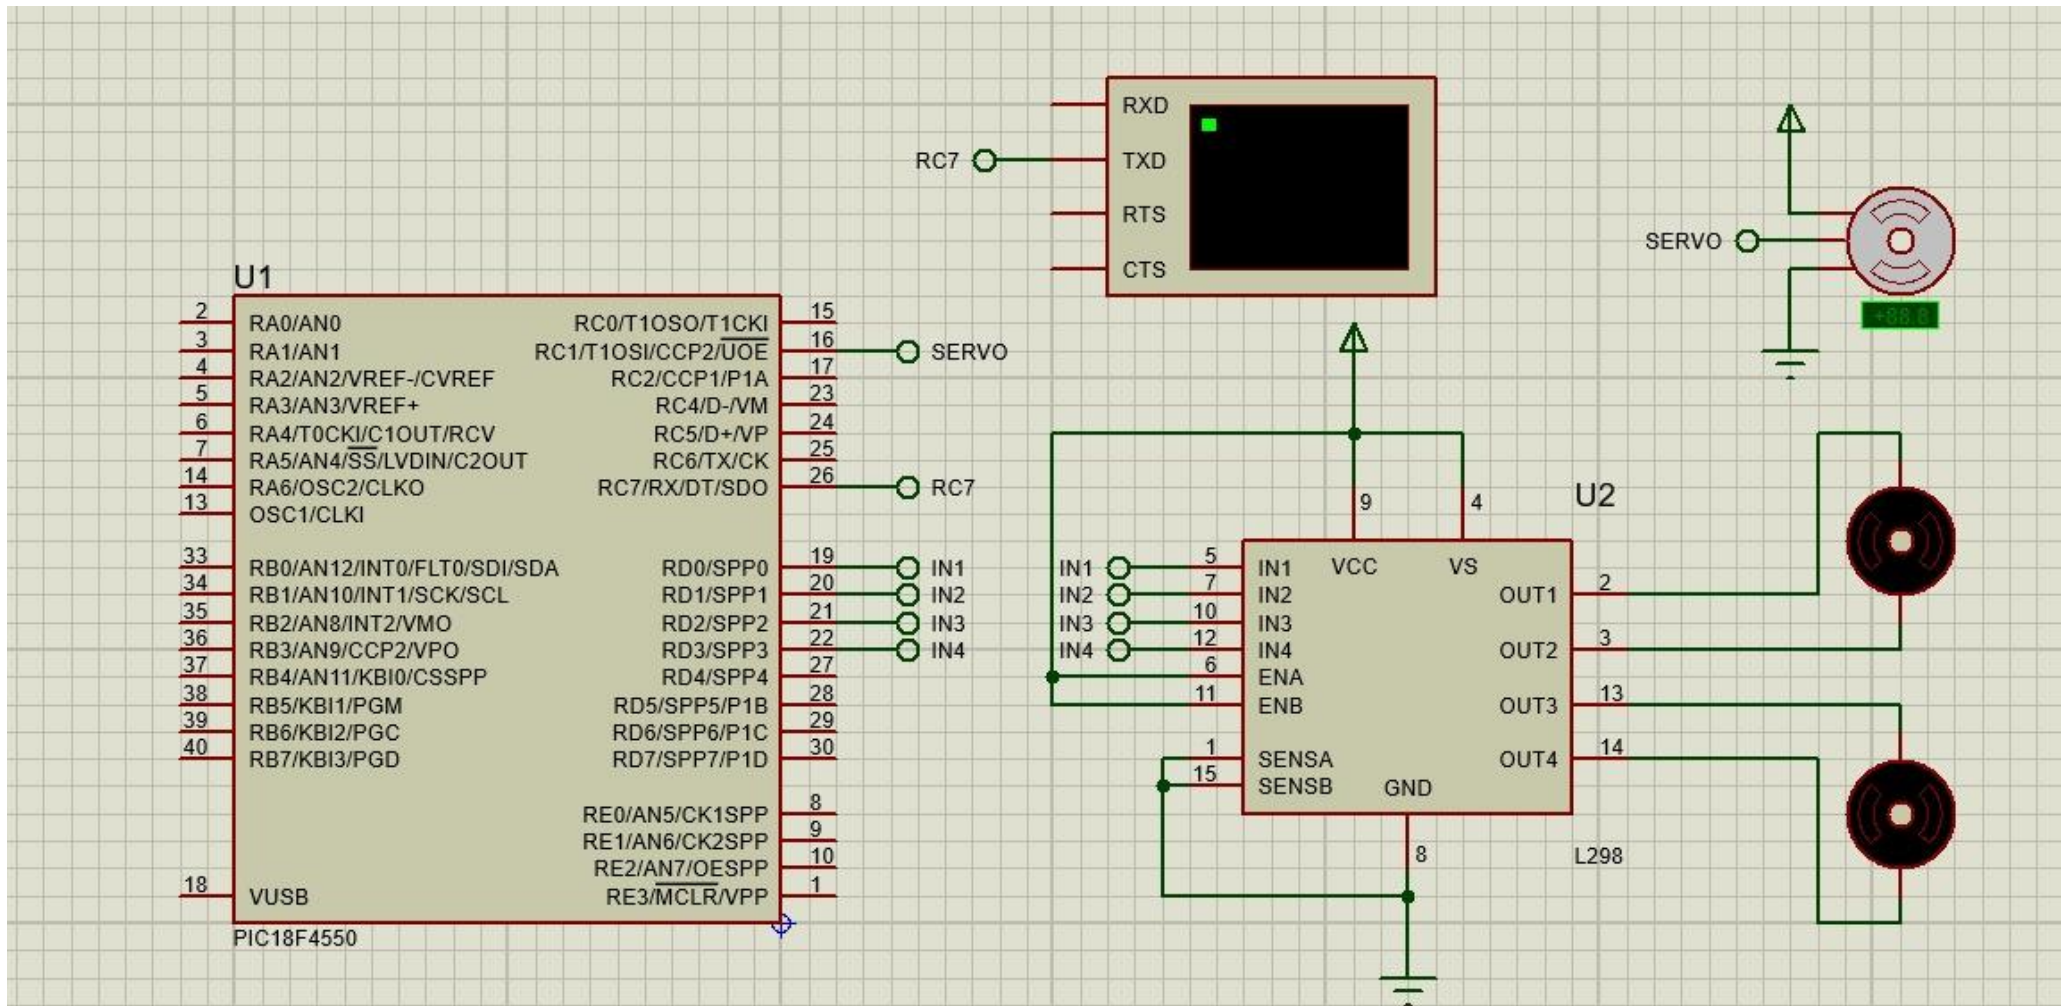 U1
2 RA0/AN0
3 RA1/AN1
4 RA2/AN2/VREF-/CVREF
5 RA3/AN3/VREF+
6 RA4/T0CKI/C1OUT/RCV
7 RA5/AN4/SS/LVDIN/C2OUT
14 RA6/OSC2/CLKO
13 OSC1/CLKI
33 RB0/AN12/INT0/FLT0/SDI/SDA
34 RB1/AN10/INT1/SCK/SCL
35 RB2/AN8/INT2/VMO
36 RB3/AN9/CCP2/VPO
37 RB4/AN11/KBI0/CSSPP
38 RB5/KBI1/PGM
39 RB6/KBI2/PGC
40 RB7/KBI3/PGD
18 VUSB
RC0/T1OSO/T1CKI 15
RC1/T1OSI/CCP2/UOE 16 SERVO
RC2/CCP1/P1A 17
RC4/D-/VM 23
RC5/D+/VP 24
RC6/TX/CK 25
RC7/RX/DT/SDO 26 RC7
RD0/SPP0 19 IN1
RD1/SPP1 20 IN2
RD2/SPP2 21 IN3
RD3/SPP3 22 IN4
RD4/SPP4 27
RD5/SPP5/P1B 28
RD6/SPP6/P1C 29
RD7/SPP7/P1D 30
RE0/AN5/CK1SPP 8
RE1/AN6/CK2SPP 9
RE2/AN7/OESPP 10
RE3/MCLR/VPP 1
PIC18F4550
RXD
RC7 TXD
RTS
CTS
SERVO
+88.8
U2
9 4
VCC VS
IN1 5 IN1
IN2 7 IN2
IN3 10 IN3
IN4 12 IN4
6 ENA
11 ENB
1 SENSA
15 SENSB
OUT1 2
OUT2 3
OUT3 13
OUT4 14
GND
8
L298